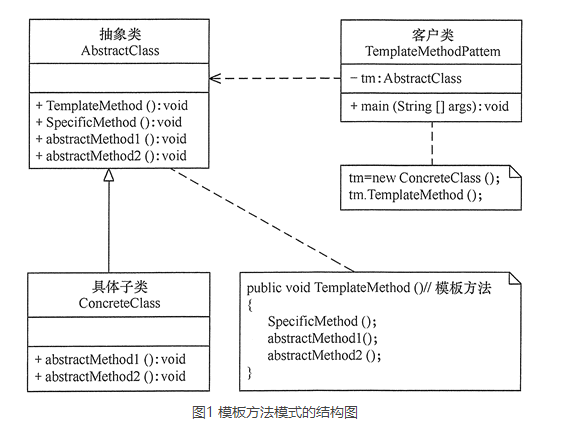 抽象类
AbstractClass
+ TemplateMethod ():void
+ SpecificMethod ():void
+ abstractMethod1 ():void
+ abstractMethod2 ():void
客户类
TemplateMethodPattem
− tm:AbstractClass
+ main (String [] args):void
tm=new ConcreteClass ();
tm.TemplateMethod ();
具体子类
ConcreteClass
+ abstractMethod1 ():void
+ abstractMethod2 ():void
public void TemplateMethod ()// 模板方法
{
SpecificMethod ();
abstractMethod1();
abstractMethod2 ();
}
图1 模板方法模式的结构图